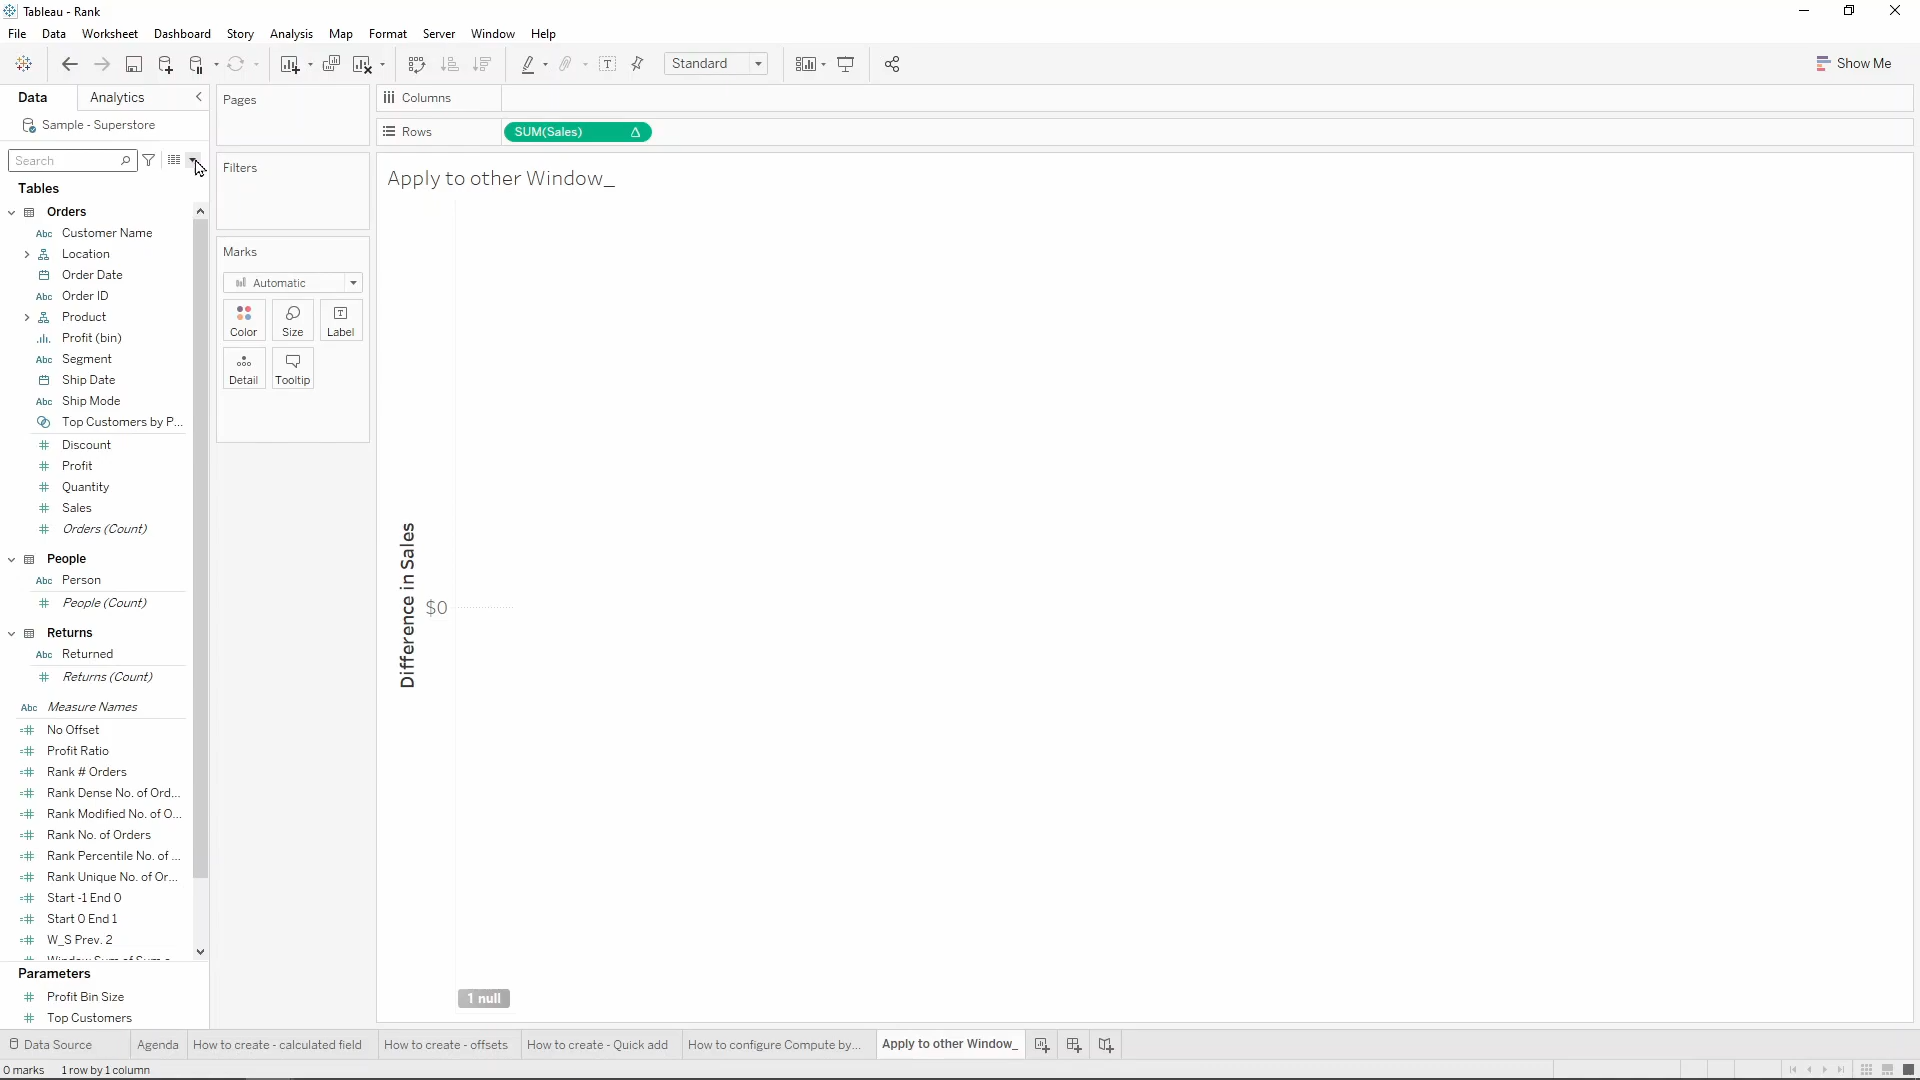 Tableau - Rank
File Data Worksheet Dashboard Story Analysis Map Format Server Window Help
Standard
Show Me
Data Analytics
Pages
Columns
Sample - Superstore
Rows SUM(Sales)
Search
Filters
Apply to other Window_
Tables
Orders
Abc Customer Name
Location
Order Date
Abc Order ID
Product
Profit (bin)
Abc Segment
Ship Date
Abc Ship Mode
Top Customers by P...
Discount
Profit
Quantity
Sales
Orders (Count)
People
Abc Person
People (Count)
Returns
Abc Returned
Returns (Count)
Abc Measure Names
No Offset
Profit Ratio
Rank # Orders
Rank Dense No. of Ord...
Rank Modified No. of O...
Rank No. of Orders
Rank Percentile No. of ...
Rank Unique No. of Or...
Start -1 End 0
Start 0 End 1
W_S Prev. 2
Parameters
Profit Bin Size
Top Customers
Marks
Automatic
Color Size Label
Detail Tooltip
Difference in Sales
$0
1 null
Data Source Agenda How to create - calculated field How to create - offsets How to create - Quick add How to configure Compute by... Apply to other Window_
0 marks 1 row by 1 column